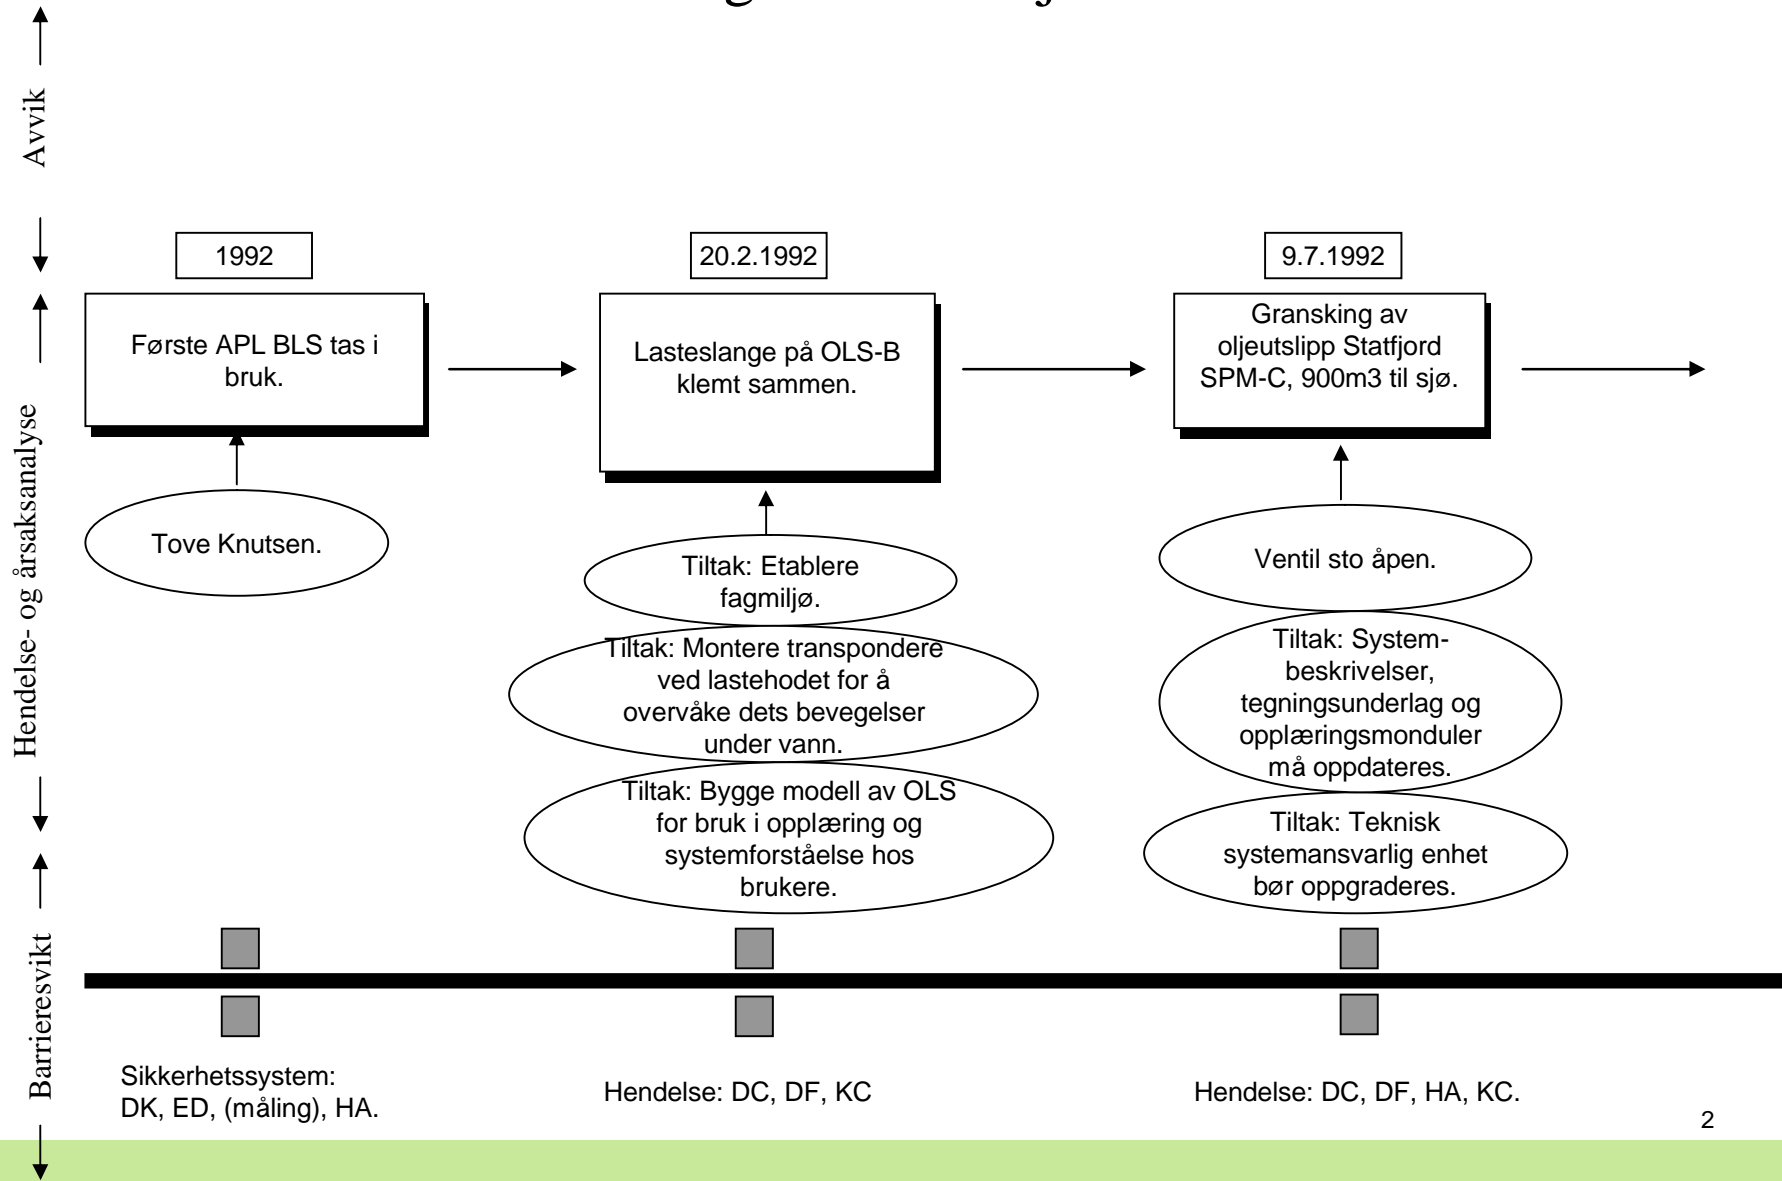 Avvik
Hendelse- og årsaksanalyse
Barrieresvikt
1992
Første APL BLS tas i
bruk.
Tove Knutsen.
Sikkerhetssystem:
DK, ED, (måling), HA.
20.2.1992
Lasteslange på OLS-B
klemt sammen.
Tiltak: Etablere
fagmiljø.
Tiltak: Montere transpondere
ved lastehodet for å
overvåke dets bevegelser
under vann.
Tiltak: Bygge modell av OLS
for bruk i opplæring og
systemforståelse hos
brukere.
Hendelse: DC, DF, KC
9.7.1992
Gransking av
oljeutslipp Statfjord
SPM-C, 900m3 til sjø.
Ventil sto åpen.
Tiltak: System-
beskrivelser,
tegningsunderlag og
opplæringsmonduler
må oppdateres.
Tiltak: Teknisk
systemansvarlig enhet
bør oppgraderes.
Hendelse: DC, DF, HA, KC.
2